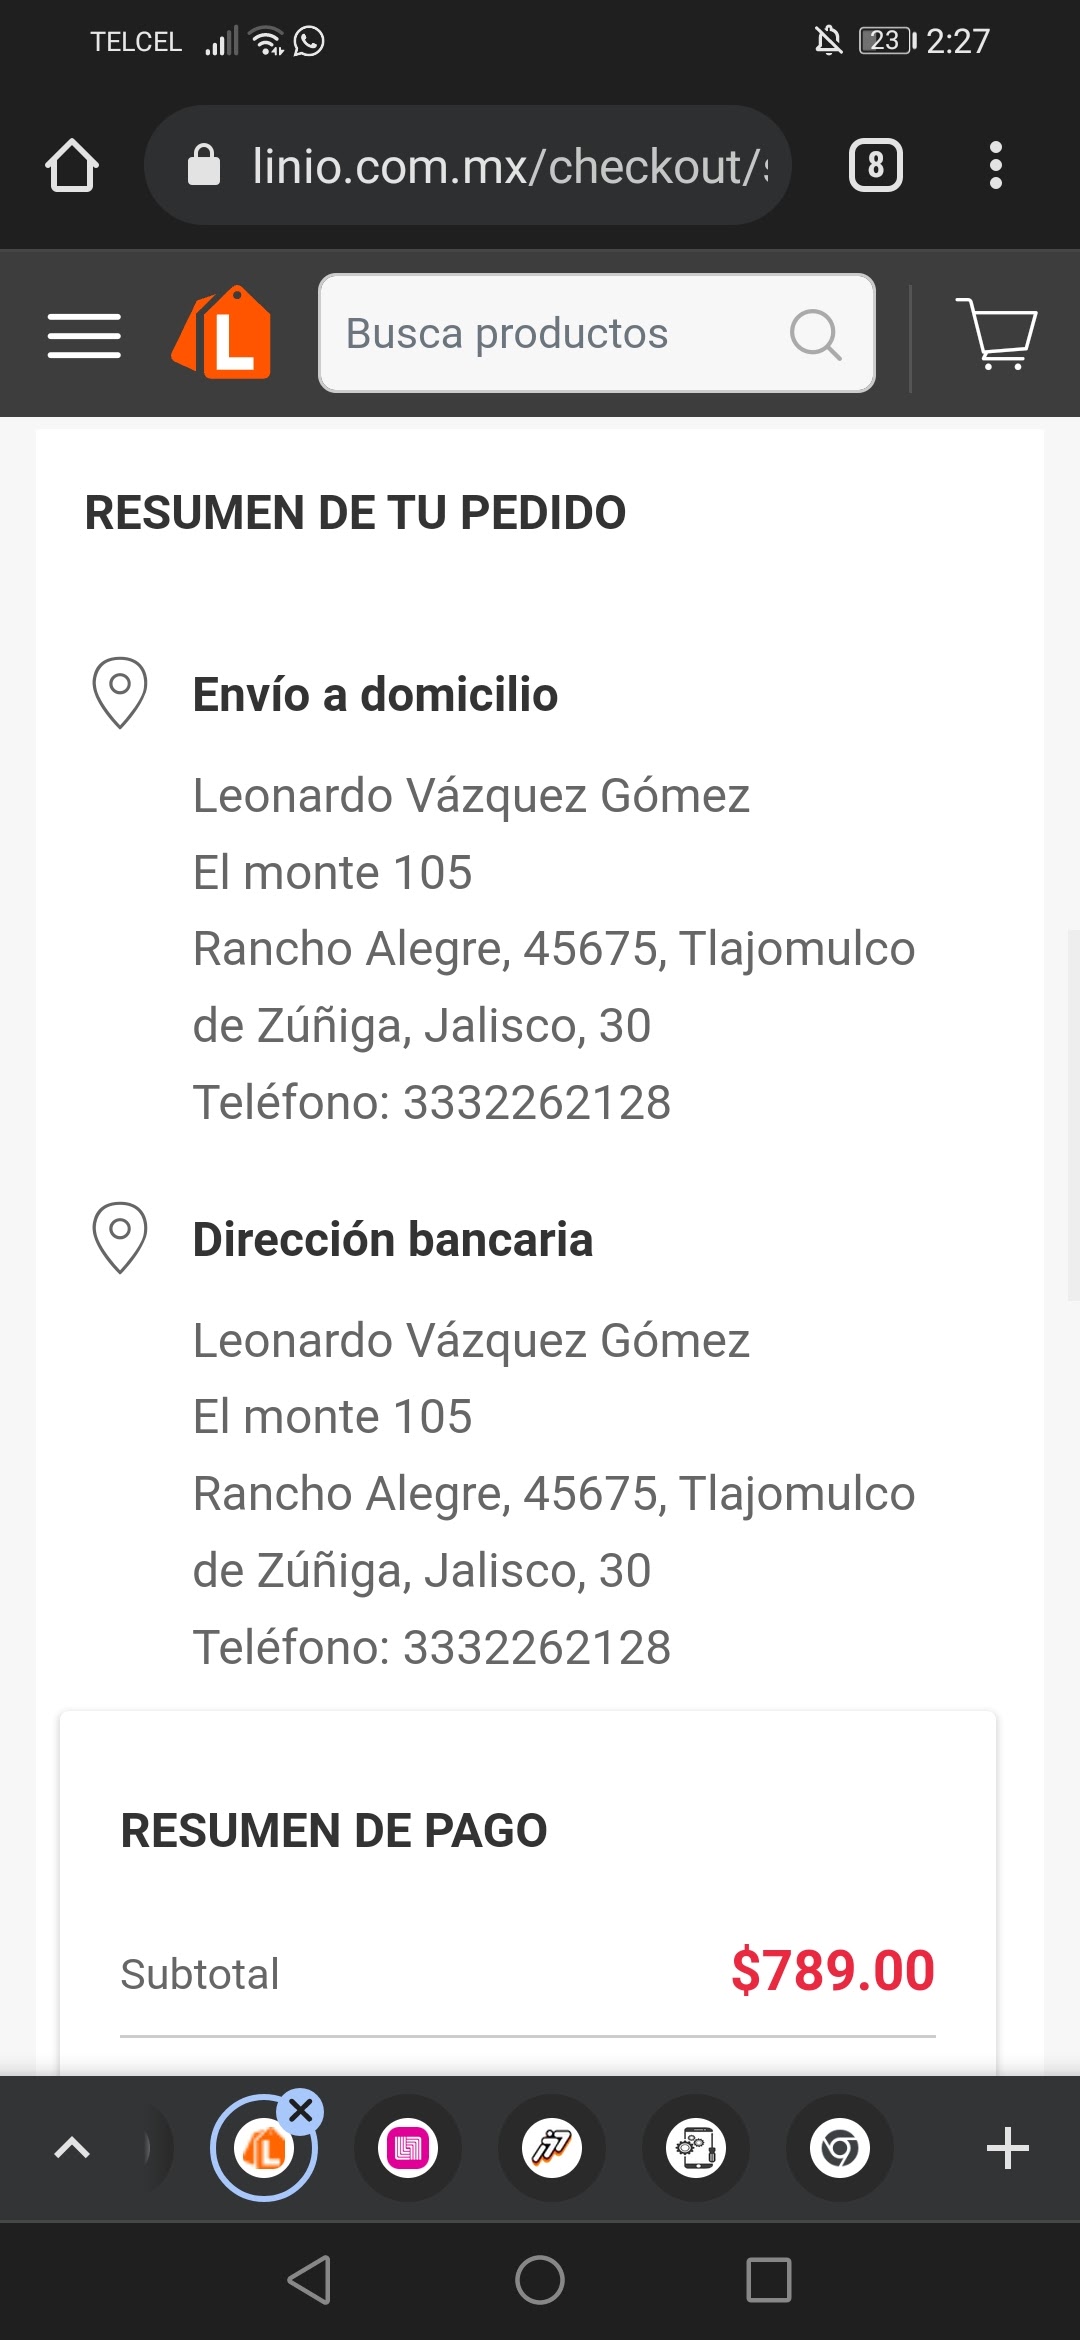 TELCEL 23 2:27
linio.com.mx/checkout/
8
L Busca productos
RESUMEN DE TU PEDIDO
Envío a domicilio
Leonardo Vázquez Gómez
El monte 105
Rancho Alegre, 45675, Tlajomulco
de Zúñiga, Jalisco, 30
Teléfono: 3332262128
Dirección bancaria
Leonardo Vázquez Gómez
El monte 105
Rancho Alegre, 45675, Tlajomulco
de Zúñiga, Jalisco, 30
Teléfono: 3332262128
RESUMEN DE PAGO
Subtotal $789.00